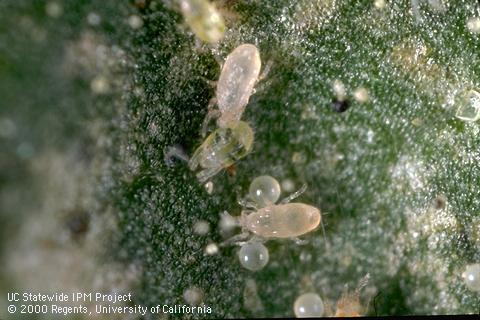 UC Statewide IPM Project
© 2000 Regents, University of California